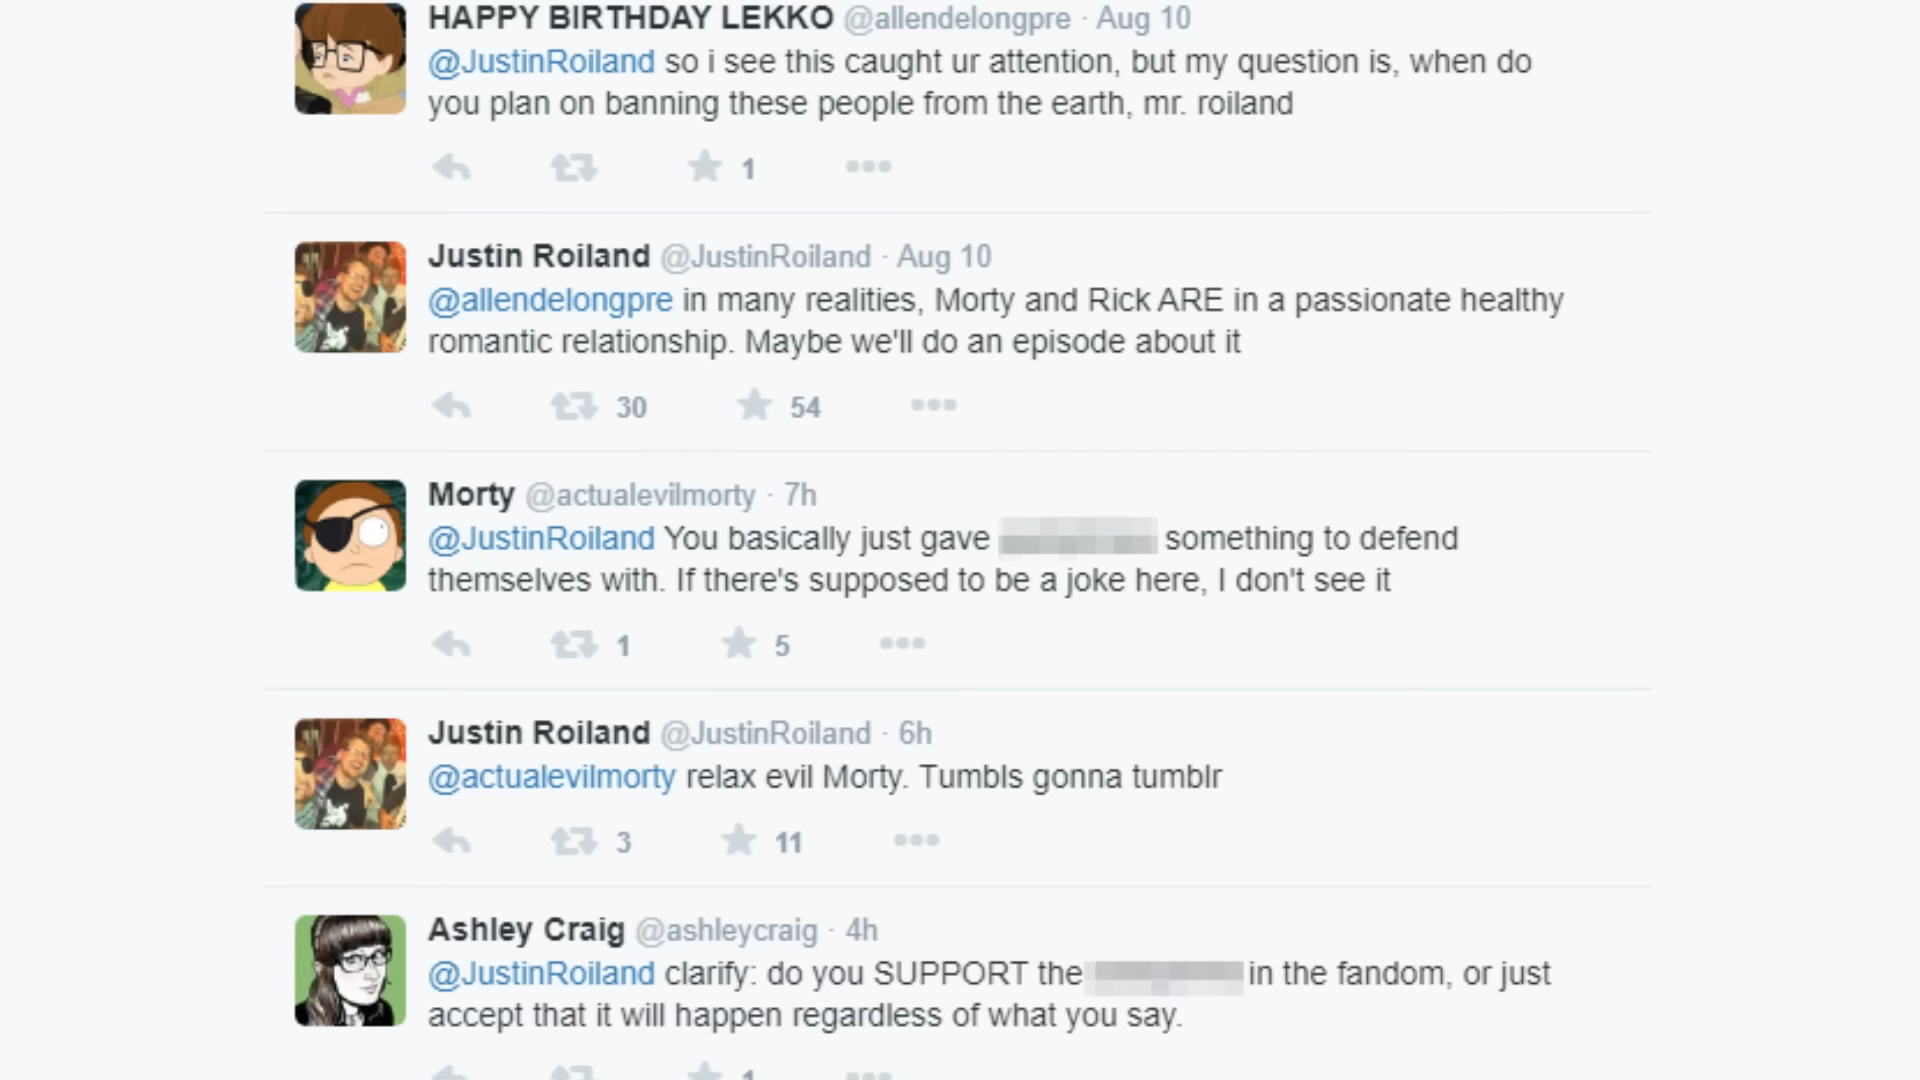 HAPPY BIRTHDAY LEKKO @allendelongpre · Aug 10
@JustinRoiland so i see this caught ur attention, but my question is, when do
you plan on banning these people from the earth, mr. roiland
1
Justin Roiland @JustinRoiland · Aug 10
@allendelongpre in many realities, Morty and Rick ARE in a passionate healthy
romantic relationship. Maybe we'll do an episode about it
30 54
Morty @actualevilmorty · 7h
@JustinRoiland You basically just gave something to defend
themselves with. If there's supposed to be a joke here, I don't see it
1 5
Justin Roiland @JustinRoiland · 6h
@actualevilmorty relax evil Morty. Tumbls gonna tumblr
3 11
Ashley Craig @ashleycraig · 4h
@JustinRoiland clarify: do you SUPPORT the in the fandom, or just
accept that it will happen regardless of what you say.
1